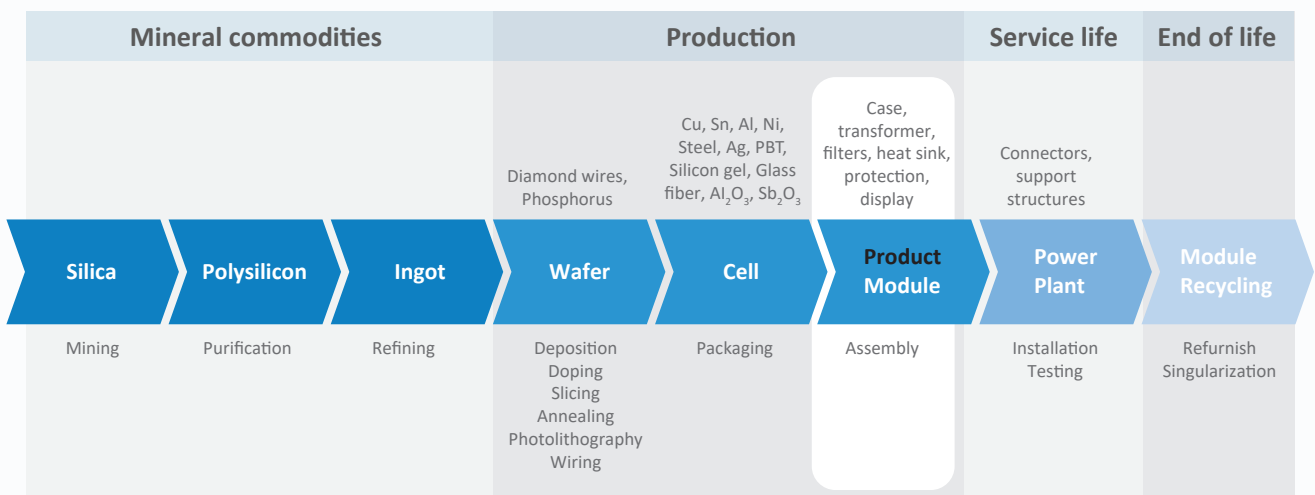 Mineral commodities
Production
Service life
End of life
Diamond wires,
Phosphorus
Cu, Sn, Al, Ni,
Steel, Ag, PBT,
Silicon gel, Glass
fiber, Al₂O₃, Sb₂O₃
Case,
transformer,
filters, heat sink,
protection,
display
Connectors,
support
structures
Silica
Polysilicon
Ingot
Wafer
Cell
Product
Module
Power
Plant
Module
Recycling
Mining
Purification
Refining
Deposition
Doping
Slicing
Annealing
Photolithography
Wiring
Packaging
Assembly
Installation
Testing
Refurnish
Singularization